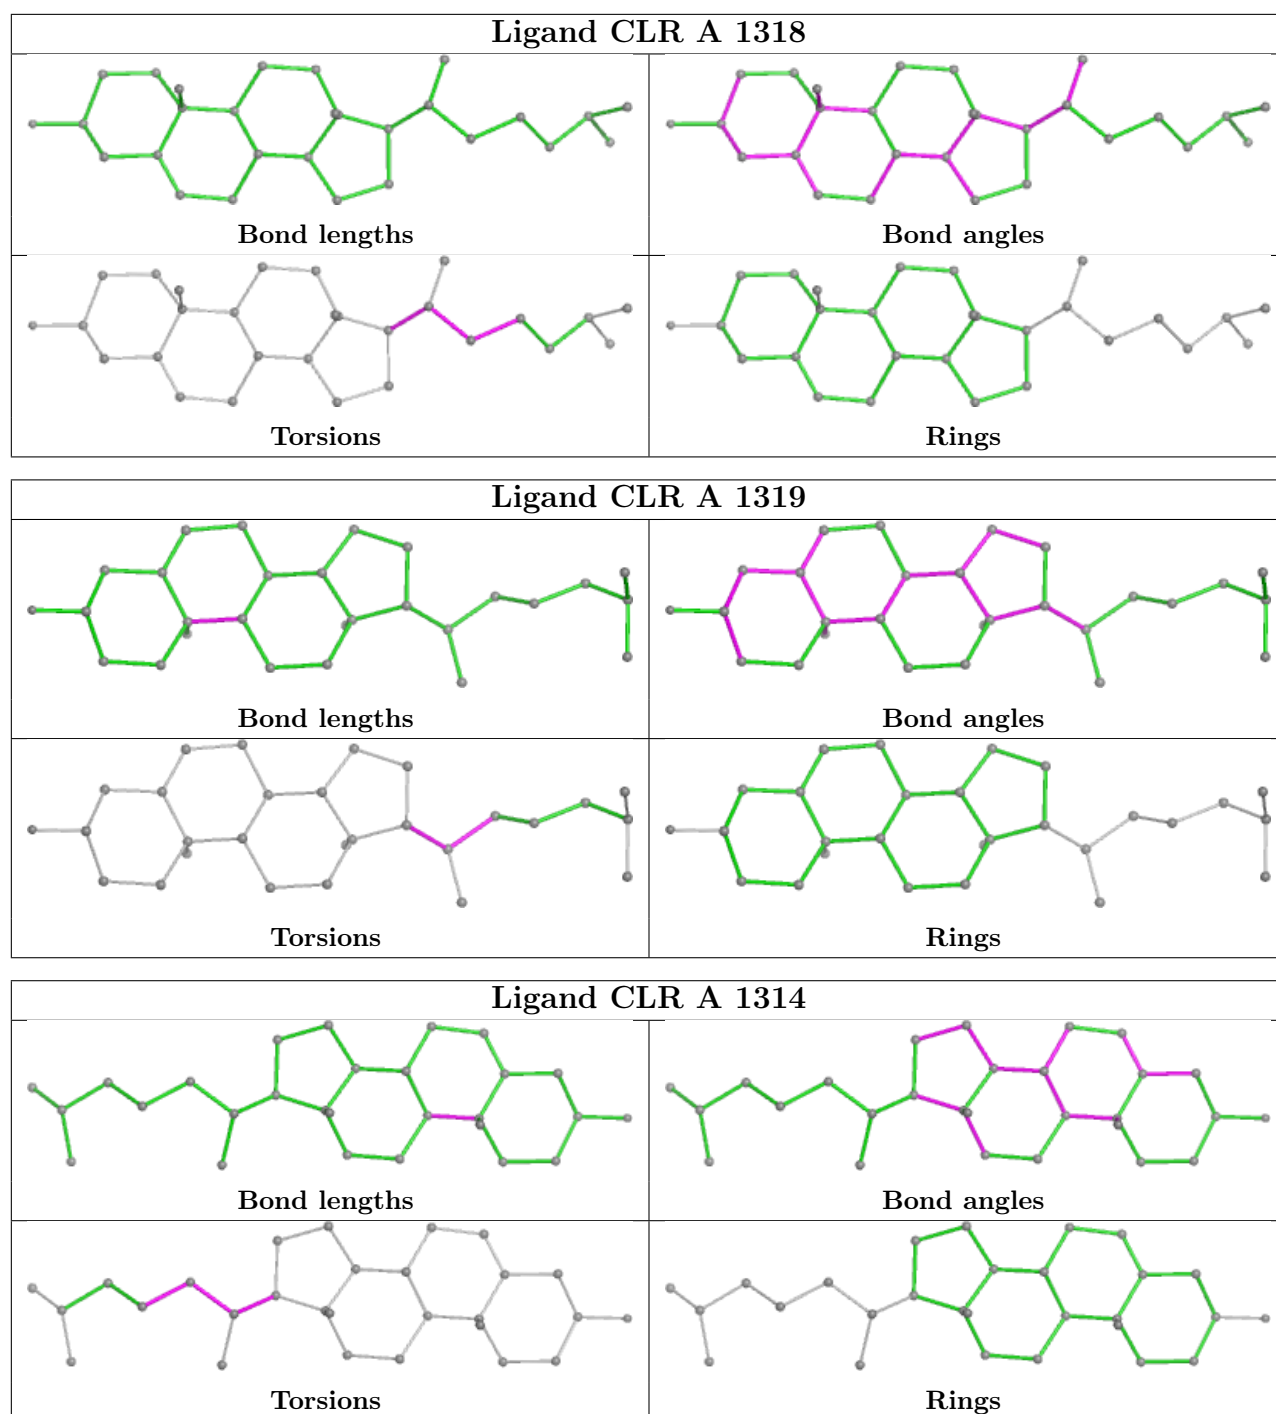 Ligand CLR A 1318
Bond lengths
Bond angles
Torsions
Rings
Ligand CLR A 1319
Bond lengths
Bond angles
Torsions
Rings
Ligand CLR A 1314
Bond lengths
Bond angles
Torsions
Rings